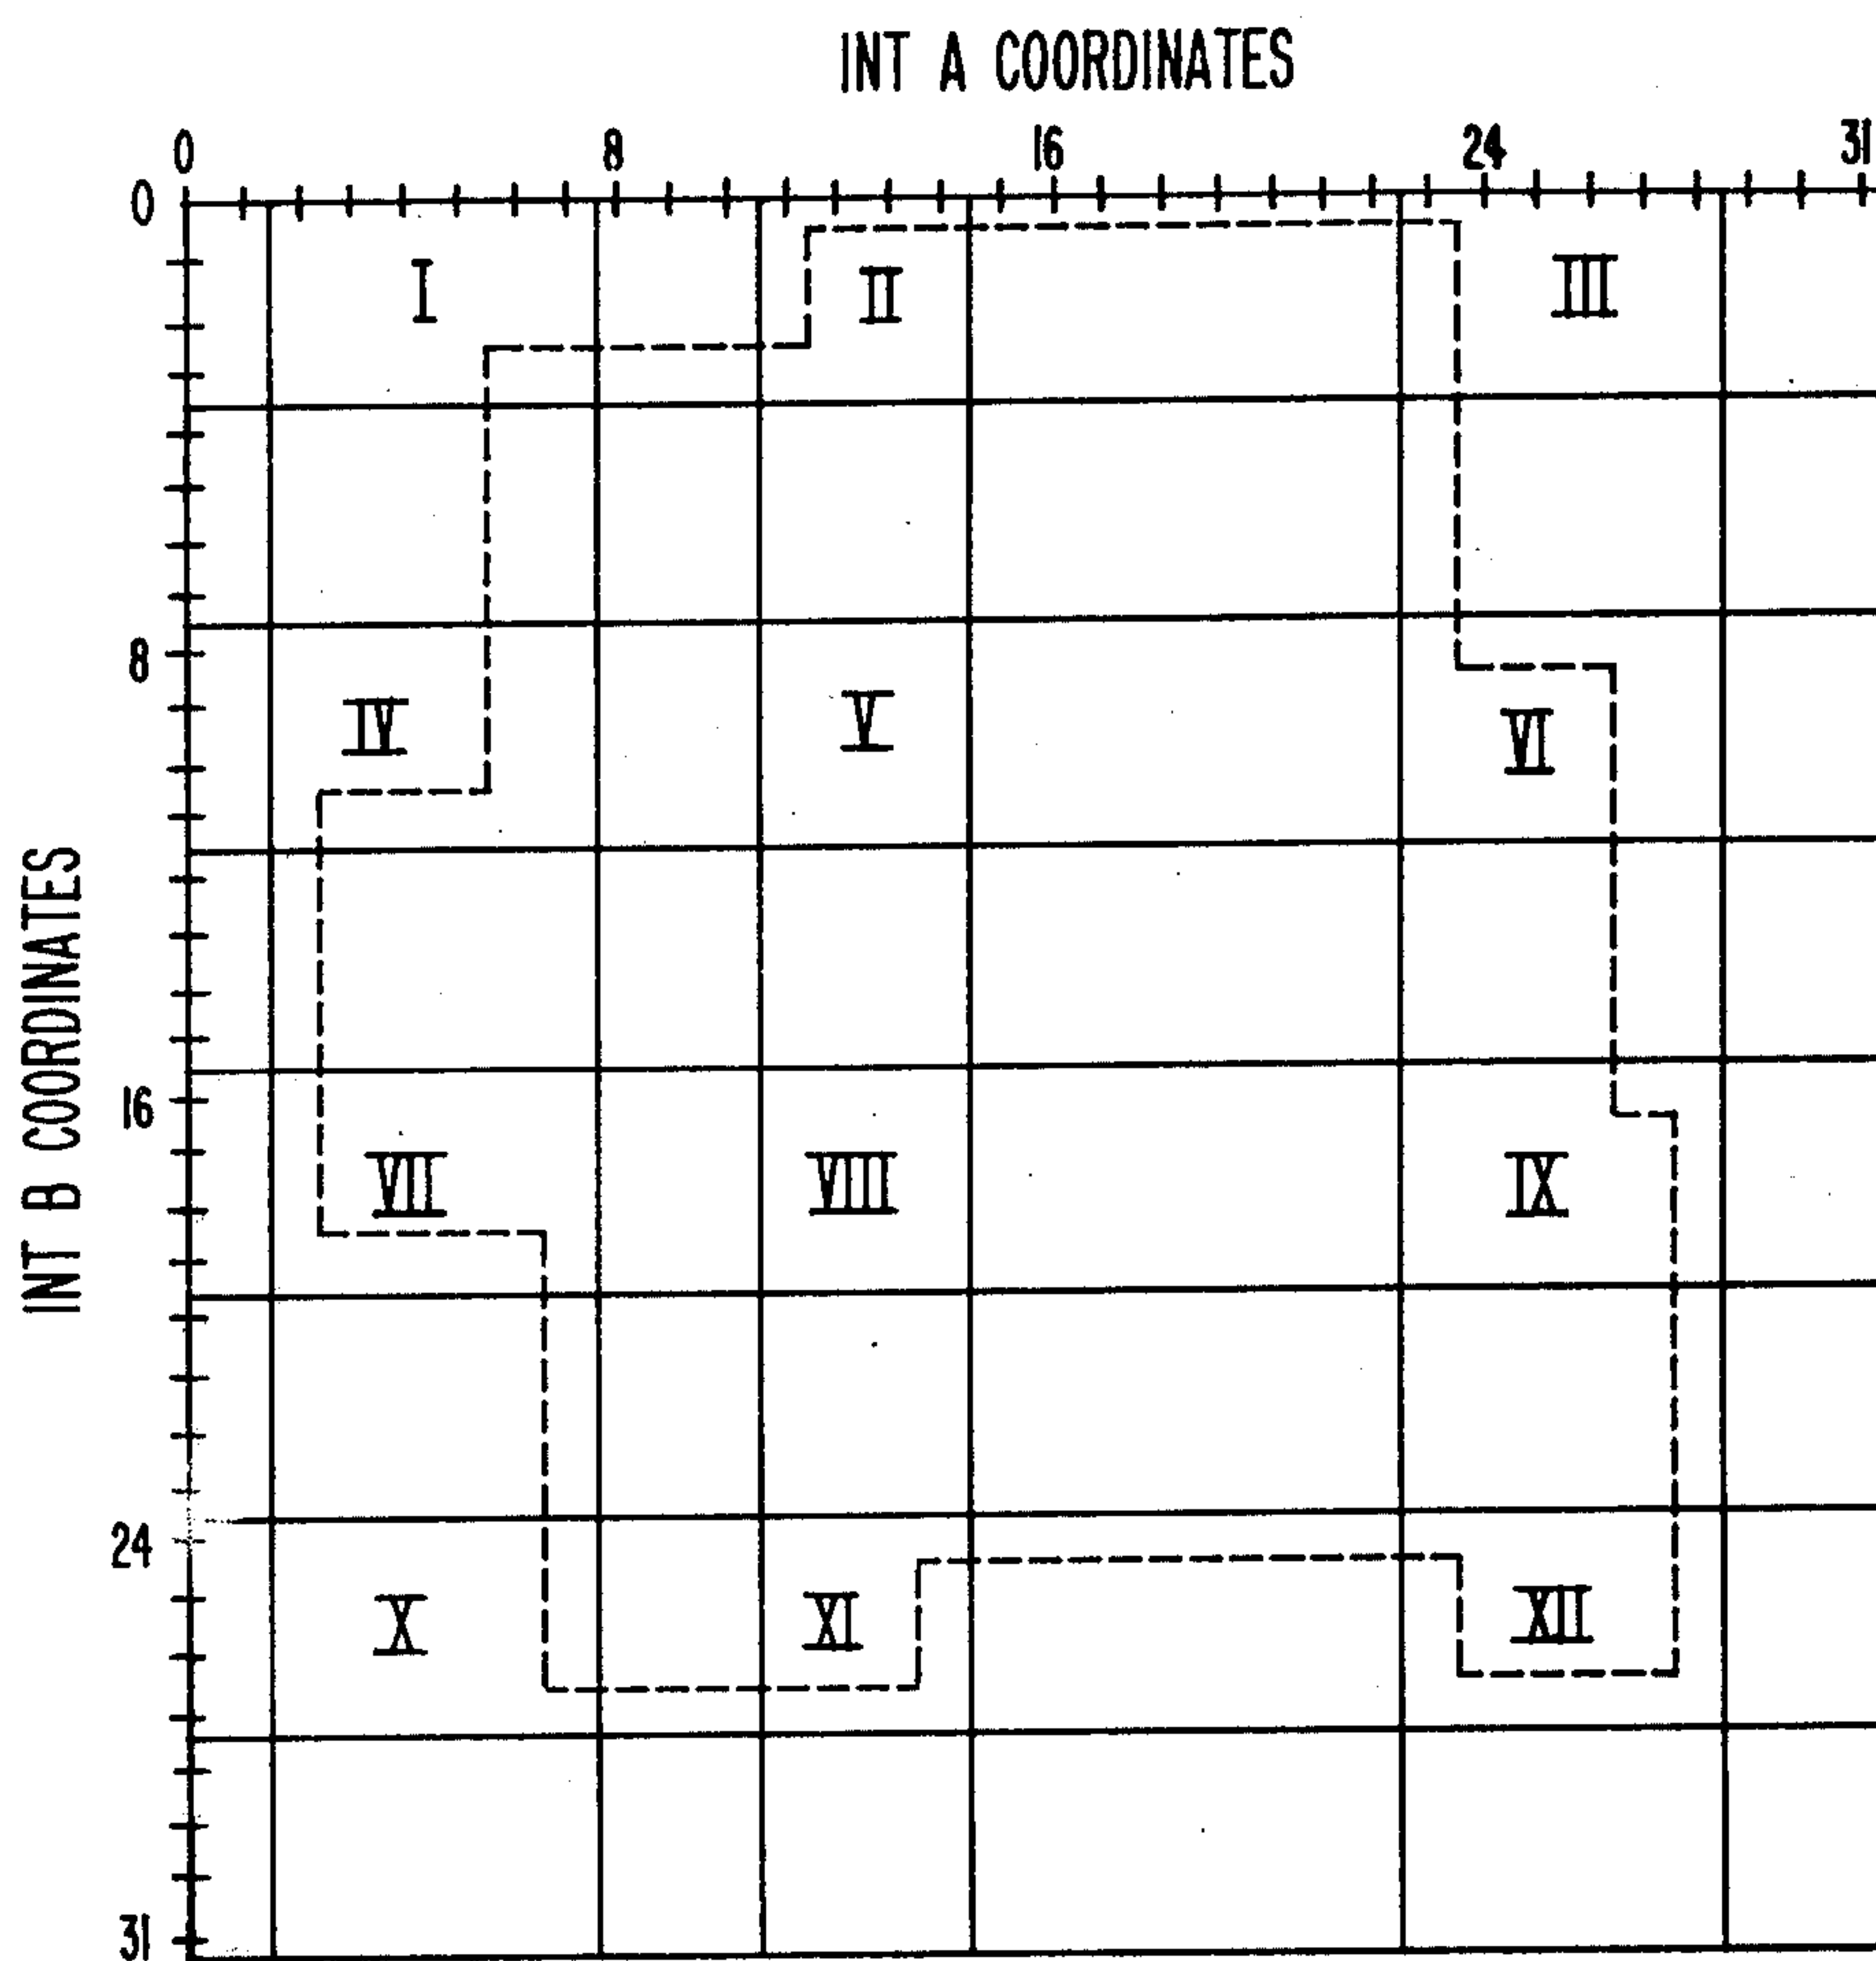 INT A COORDINATES
0 8 16 24 31
0
I II III
8
IV V VI
INT B COORDINATES
16
VII VIII IX
24
X XI XII
31